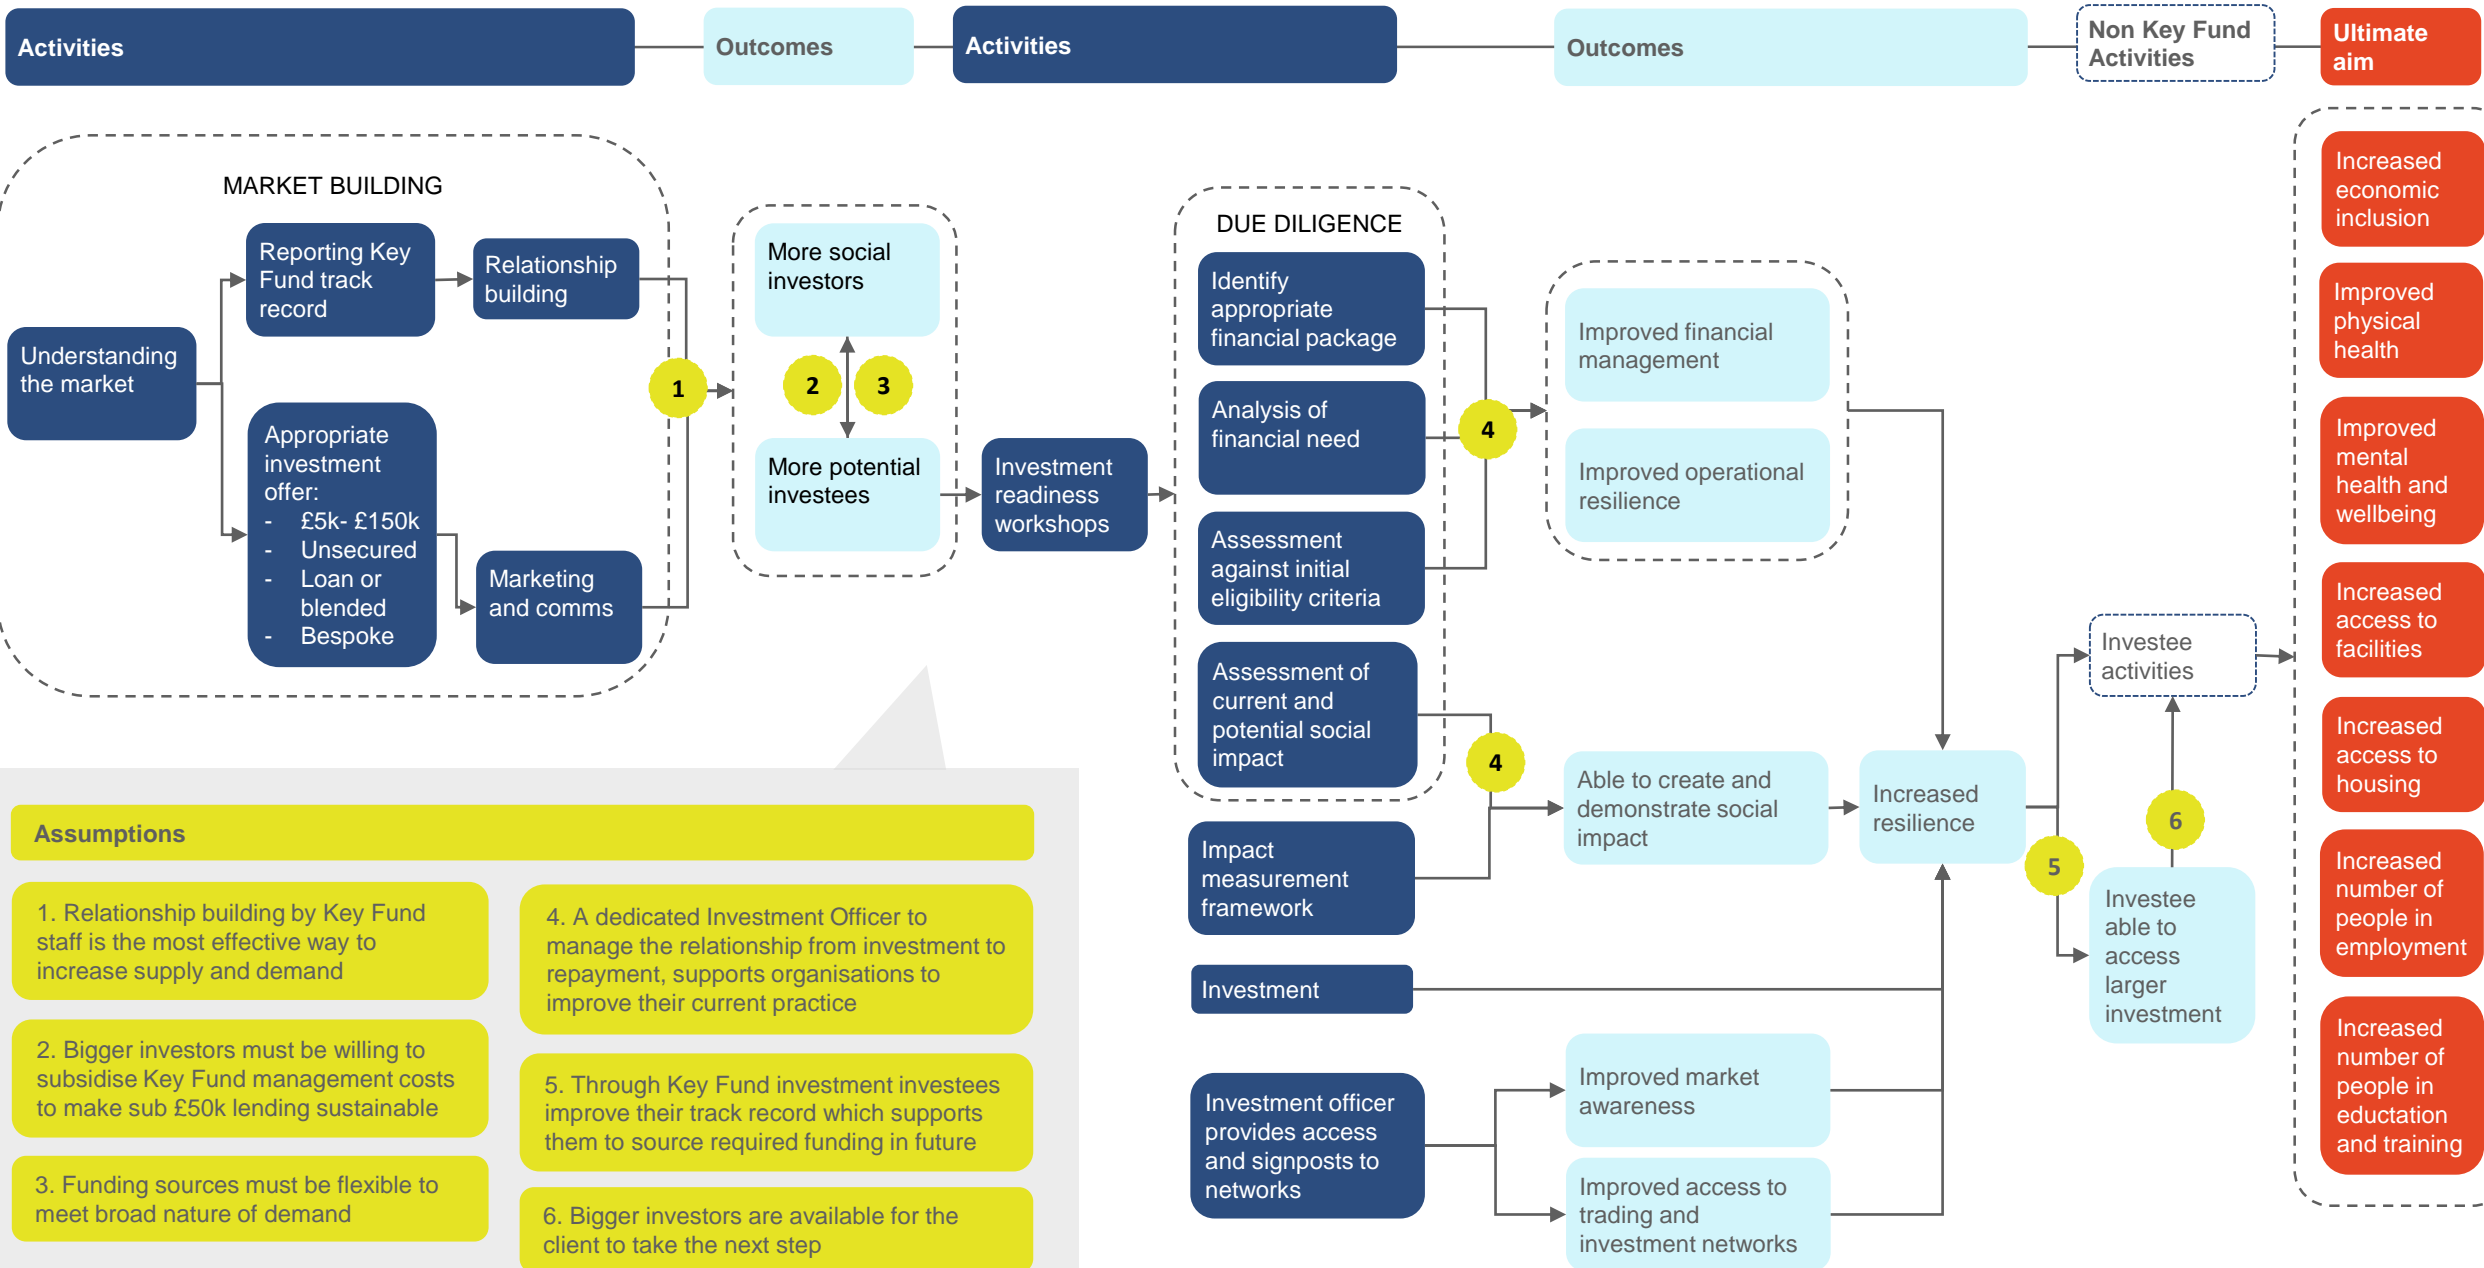 Activities
Outcomes
Activities
Outcomes
Non Key Fund
Activities
Ultimate
aim
MARKET BUILDING
Understanding
the market
Reporting Key
Fund track
record
Relationship
building
Appropriate
investment
offer:
- £5k- £150k
- Unsecured
- Loan or
blended
- Bespoke
Marketing
and comms
1
More social
investors
2
3
More potential
investees
Investment
readiness
workshops
DUE DILIGENCE
Identify
appropriate
financial package
Analysis of
financial need
Assessment
against initial
eligibility criteria
Assessment of
current and
potential social
impact
4
4
Impact
measurement
framework
Investment
Investment officer
provides access
and signposts to
networks
Improved financial
management
Improved operational
resilience
Able to create and
demonstrate social
impact
Improved market
awareness
Improved access to
trading and
investment networks
Increased
resilience
5
Investee
activities
6
Investee
able to
access
larger
investment
Increased
economic
inclusion
Improved
physical
health
Improved
mental
health and
wellbeing
Increased
access to
facilities
Increased
access to
housing
Increased
number of
people in
employment
Increased
number of
people in
eductation
and training
Assumptions
1. Relationship building by Key Fund
staff is the most effective way to
increase supply and demand
2. Bigger investors must be willing to
subsidise Key Fund management costs
to make sub £50k lending sustainable
3. Funding sources must be flexible to
meet broad nature of demand
4. A dedicated Investment Officer to
manage the relationship from investment to
repayment, supports organisations to
improve their current practice
5. Through Key Fund investment investees
improve their track record which supports
them to source required funding in future
6. Bigger investors are available for the
client to take the next step